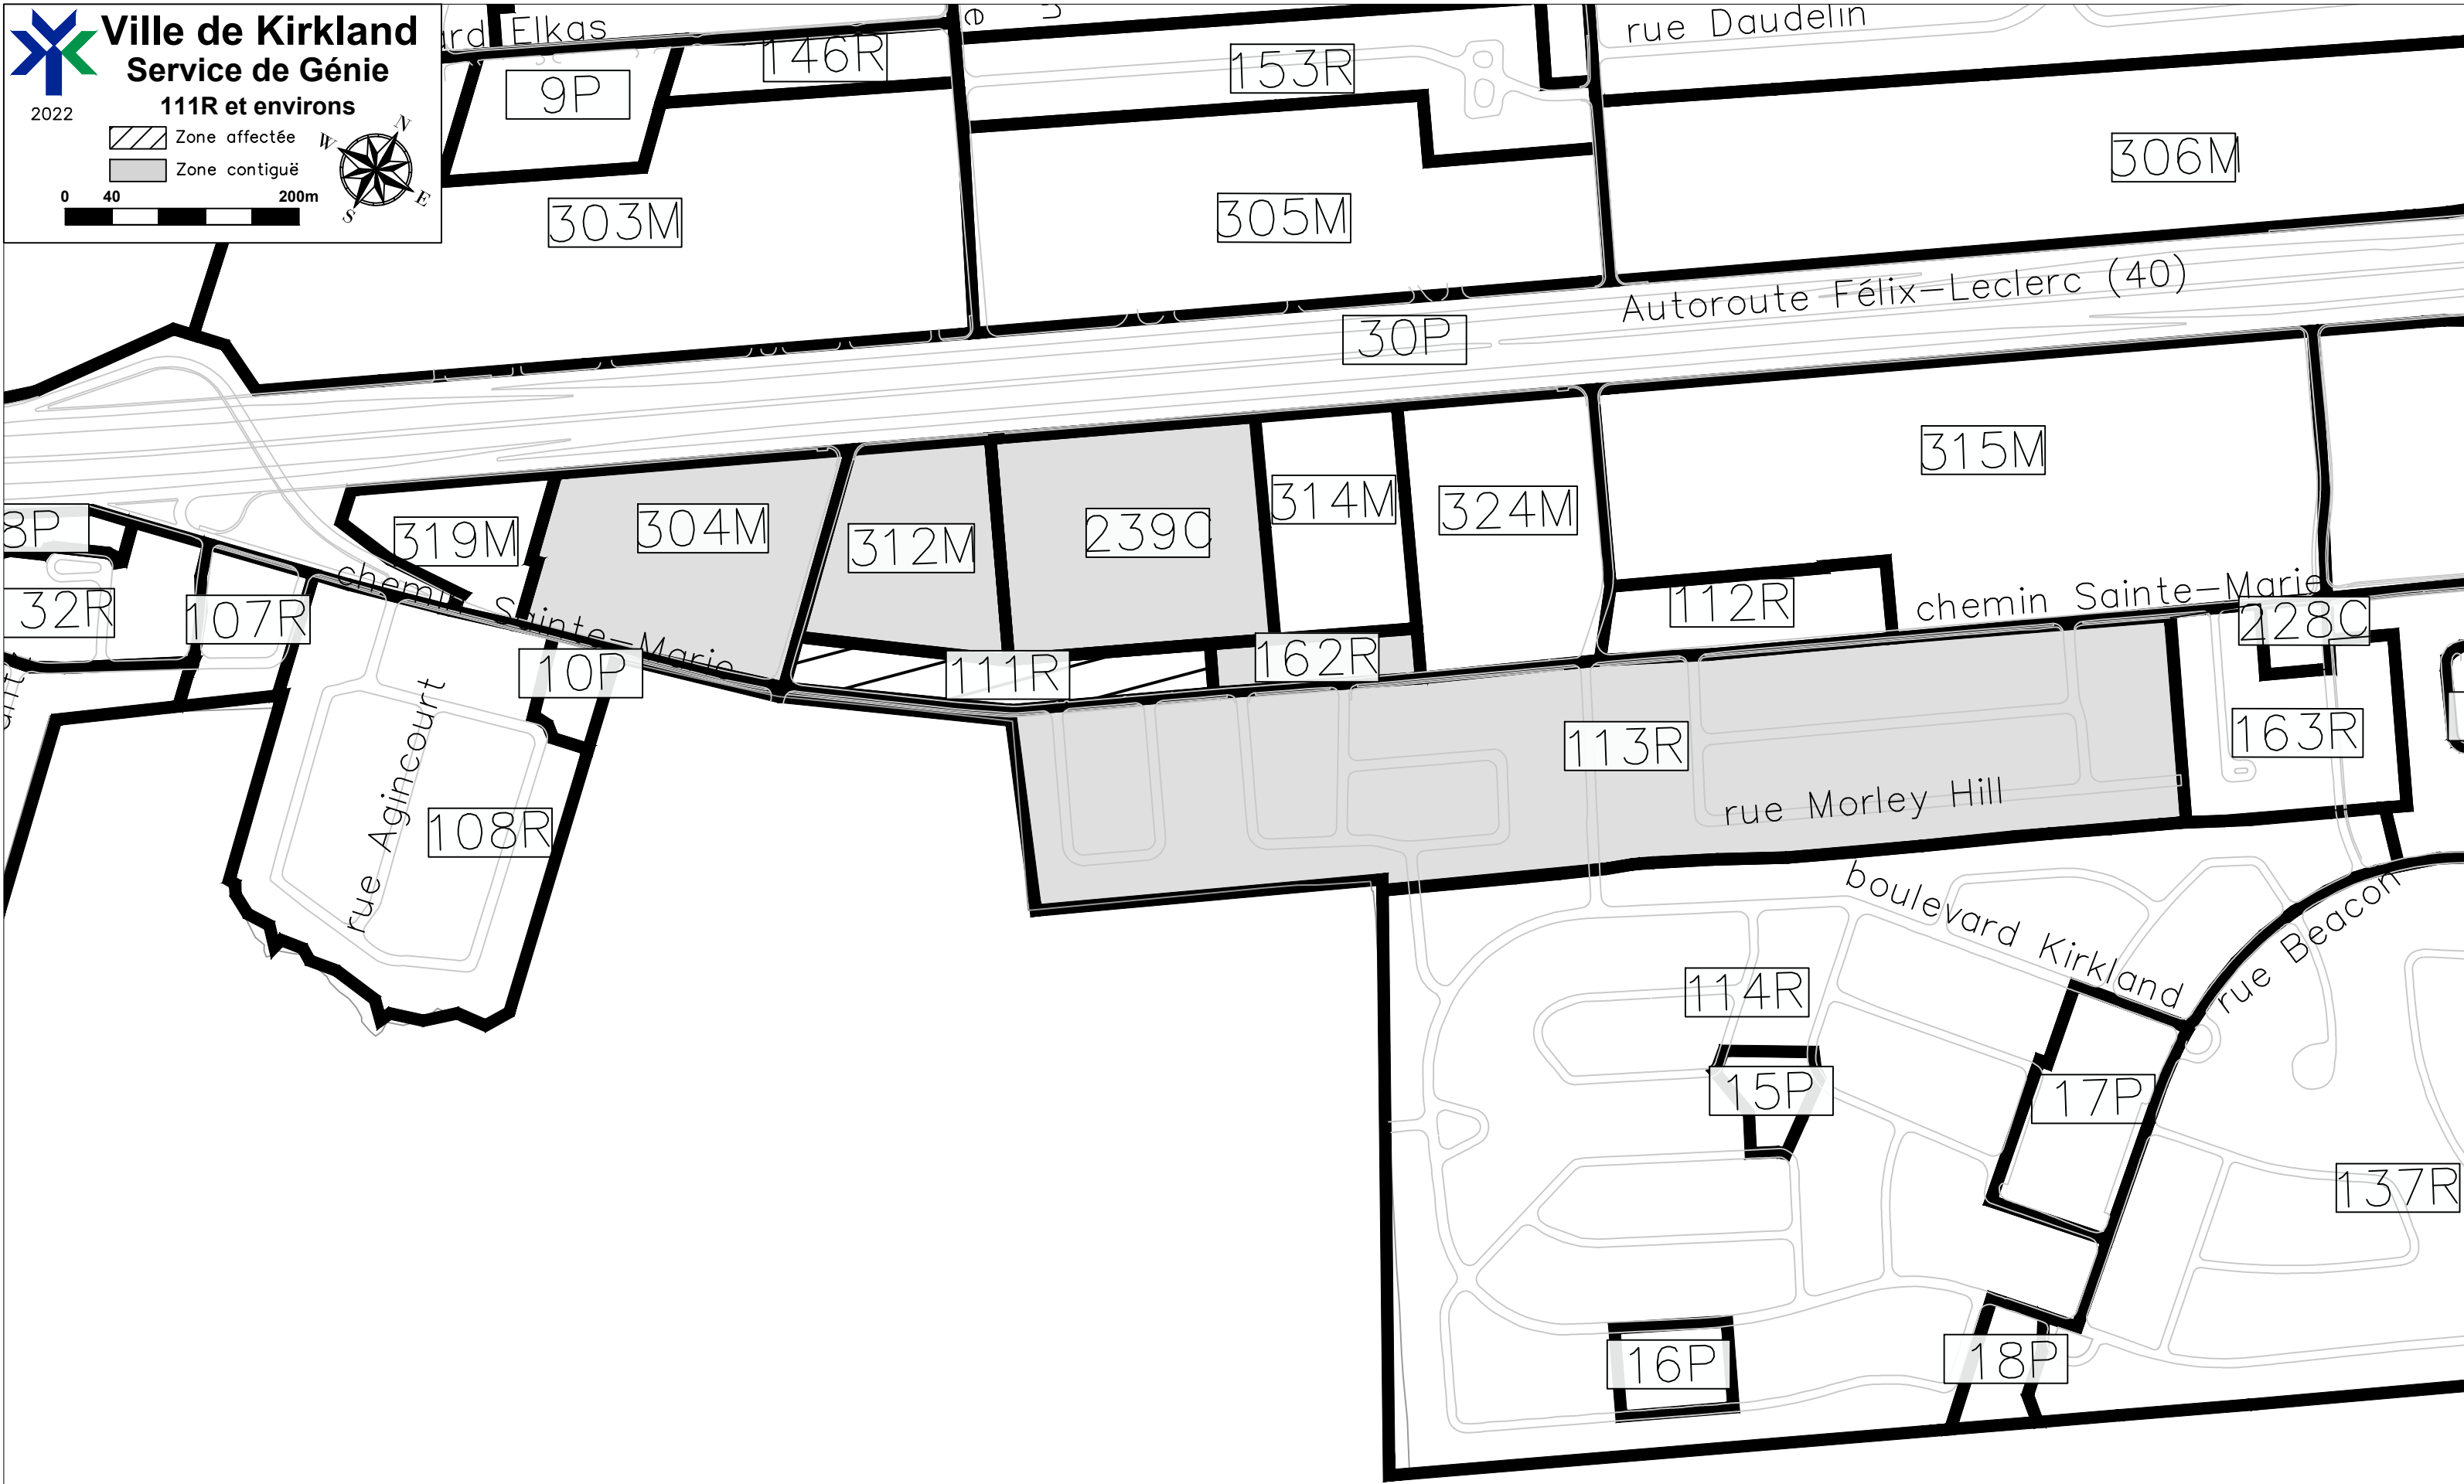 Ville de Kirkland
Service de Génie
111R et environs
2022
Zone affectée
Zone contiguë
0 40 200m
N
W
E
S
Elkas
rue Daudelin
146R
9P
153R
306M
303M
305M
Autoroute Félix-Leclerc (40)
30P
315M
314M
324M
304M
319M
312M
239C
8P
chemin Sainte-Marie
112R
chemin Sainte-Marie
32R
107R
228C
10P
111R
162R
113R
163R
rue Agincourt
108R
rue Morley Hill
boulevard Kirkland
rue Beacon
114R
15P
17P
137R
16P
18P